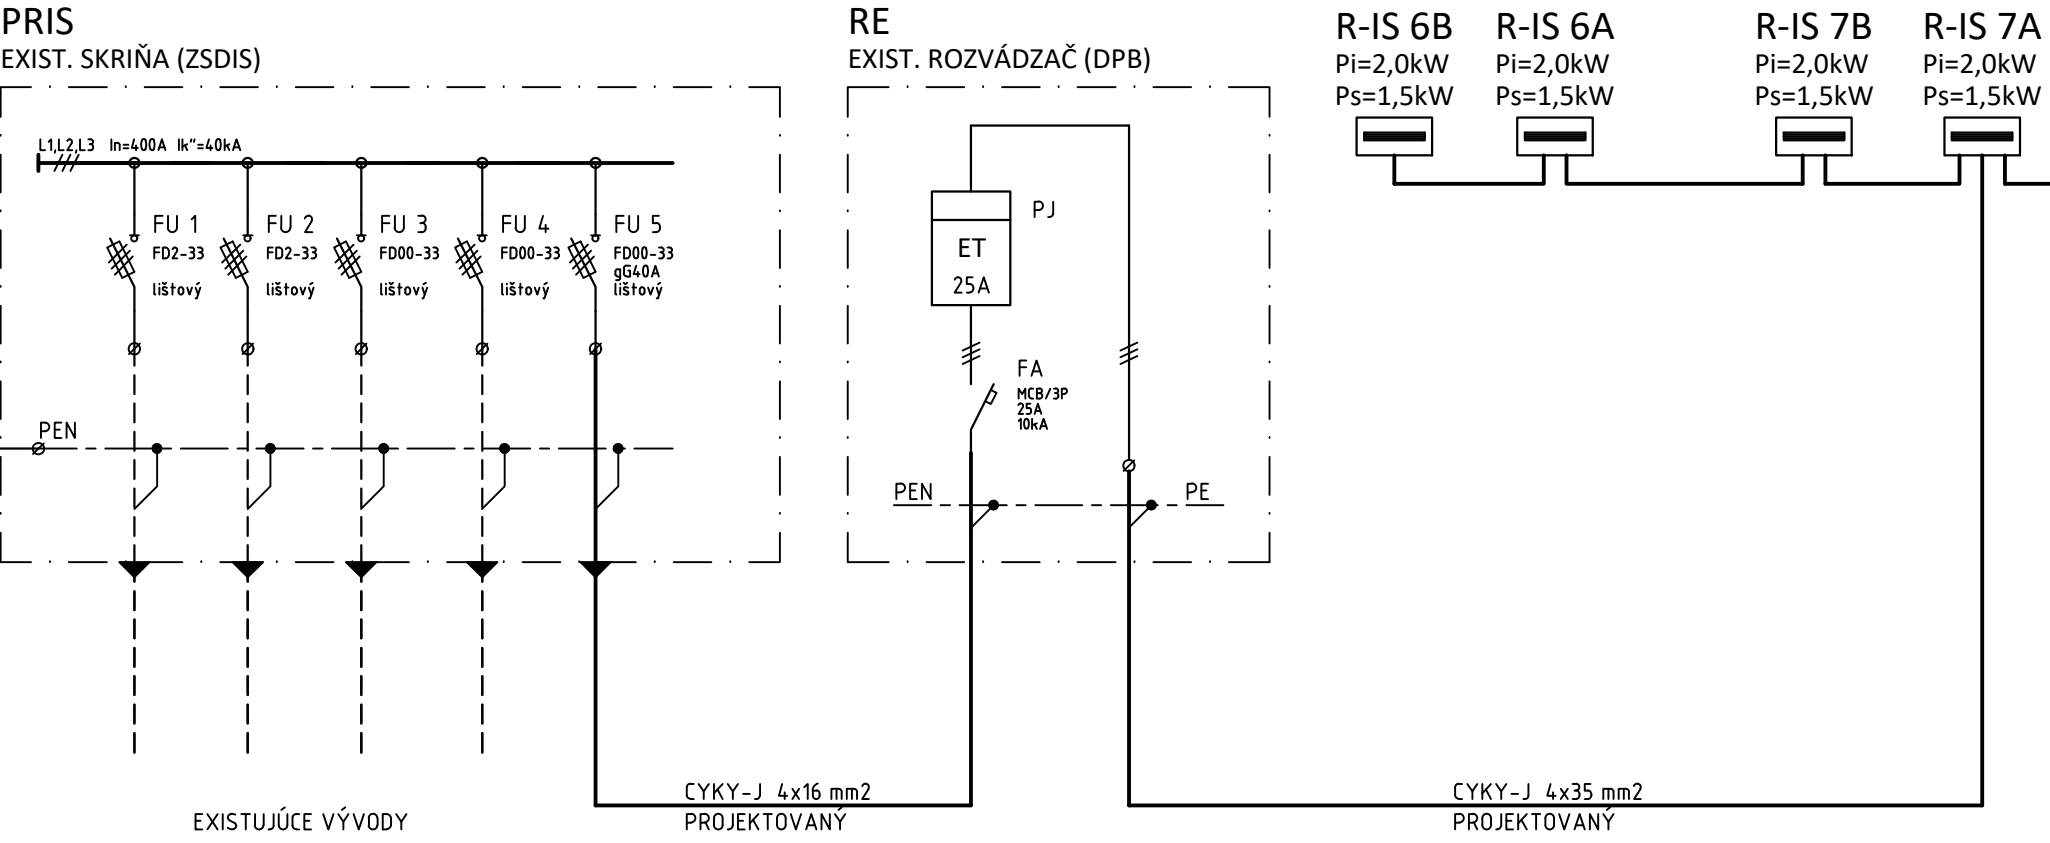 PRIS
EXIST. SKRIŇA (ZSDIS)
L1,L2,L3 In=400A Ik"=40kA
FU 1
FD2-33
lištový
FU 2
FD2-33
lištový
FU 3
FD00-33
lištový
FU 4
FD00-33
lištový
FU 5
FD00-33
gG40A
lištový
PEN
EXISTUJÚCE VÝVODY
CYKY-J 4x16 mm2
PROJEKTOVANÝ
RE
EXIST. ROZVÁDZAČ (DPB)
PJ
ET
25A
FA
MCB/3P
25A
10kA
PEN
PE
R-IS 6B
Pi=2,0kW
Ps=1,5kW
R-IS 6A
Pi=2,0kW
Ps=1,5kW
R-IS 7B
Pi=2,0kW
Ps=1,5kW
R-IS 7A
Pi=2,0kW
Ps=1,5kW
CYKY-J 4x35 mm2
PROJEKTOVANÝ